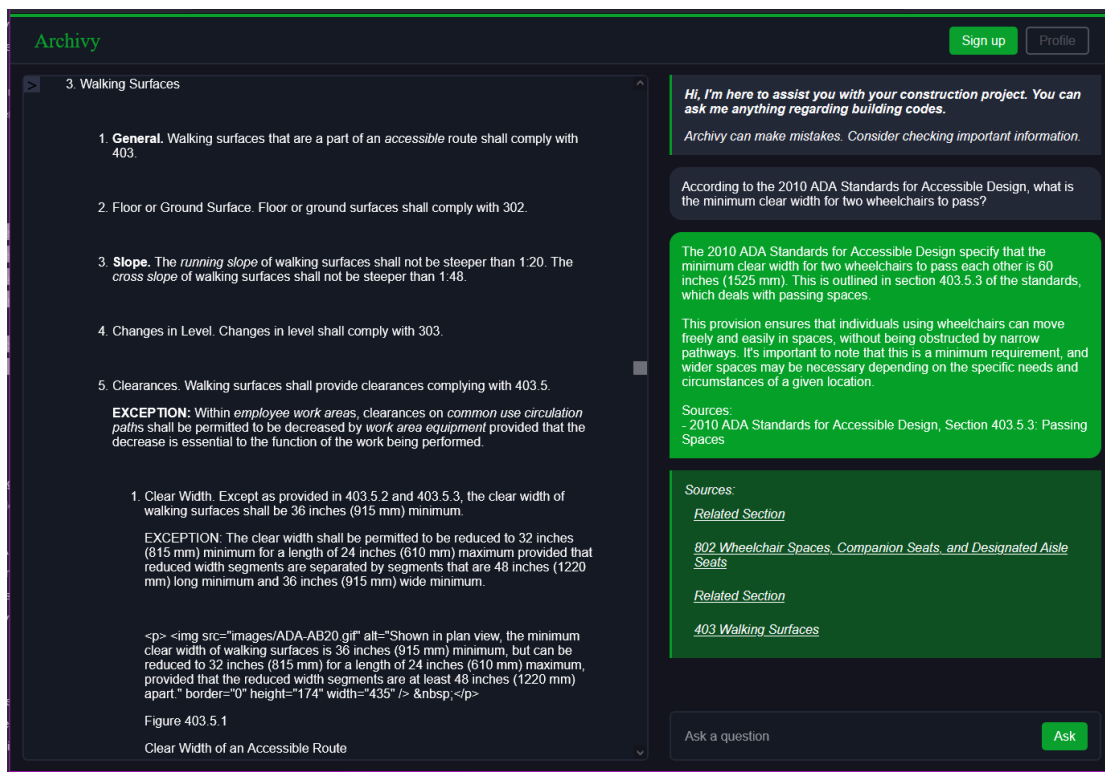 Archivy
Sign up
Profile
>
3. Walking Surfaces
1. General. Walking surfaces that are a part of an accessible route shall comply with
403.
2. Floor or Ground Surface. Floor or ground surfaces shall comply with 302.
3. Slope. The running slope of walking surfaces shall not be steeper than 1:20. The
cross slope of walking surfaces shall not be steeper than 1:48.
4. Changes in Level. Changes in level shall comply with 303.
5. Clearances. Walking surfaces shall provide clearances complying with 403.5.
EXCEPTION: Within employee work areas, clearances on common use circulation
paths shall be permitted to be decreased by work area equipment provided that the
decrease is essential to the function of the work being performed.
1. Clear Width. Except as provided in 403.5.2 and 403.5.3, the clear width of
walking surfaces shall be 36 inches (915 mm) minimum.
EXCEPTION: The clear width shall be permitted to be reduced to 32 inches
(815 mm) minimum for a length of 24 inches (610 mm) maximum provided that
reduced width segments are separated by segments that are 48 inches (1220
mm) long minimum and 36 inches (915 mm) wide minimum.
<p> <img src="images/ADA-AB20.gif" alt="Shown in plan view, the minimum
clear width of walking surfaces is 36 inches (915 mm) minimum, but can be
reduced to 32 inches (815 mm) for a length of 24 inches (610 mm) maximum,
provided that the reduced width segments are at least 48 inches (1220 mm)
apart." border="0" height="174" width="435" /> &nbsp;</p>
Figure 403.5.1
Clear Width of an Accessible Route
Hi, I'm here to assist you with your construction project. You can
ask me anything regarding building codes.
Archivy can make mistakes. Consider checking important information.
According to the 2010 ADA Standards for Accessible Design, what is
the minimum clear width for two wheelchairs to pass?
The 2010 ADA Standards for Accessible Design specify that the
minimum clear width for two wheelchairs to pass each other is 60
inches (1525 mm). This is outlined in section 403.5.3 of the standards,
which deals with passing spaces.
This provision ensures that individuals using wheelchairs can move
freely and easily in spaces, without being obstructed by narrow
pathways. It's important to note that this is a minimum requirement, and
wider spaces may be necessary depending on the specific needs and
circumstances of a given location.
Sources:
- 2010 ADA Standards for Accessible Design, Section 403.5.3: Passing
Spaces
Sources:
Related Section
802 Wheelchair Spaces, Companion Seats, and Designated Aisle
Seats
Related Section
403 Walking Surfaces
Ask a question
Ask